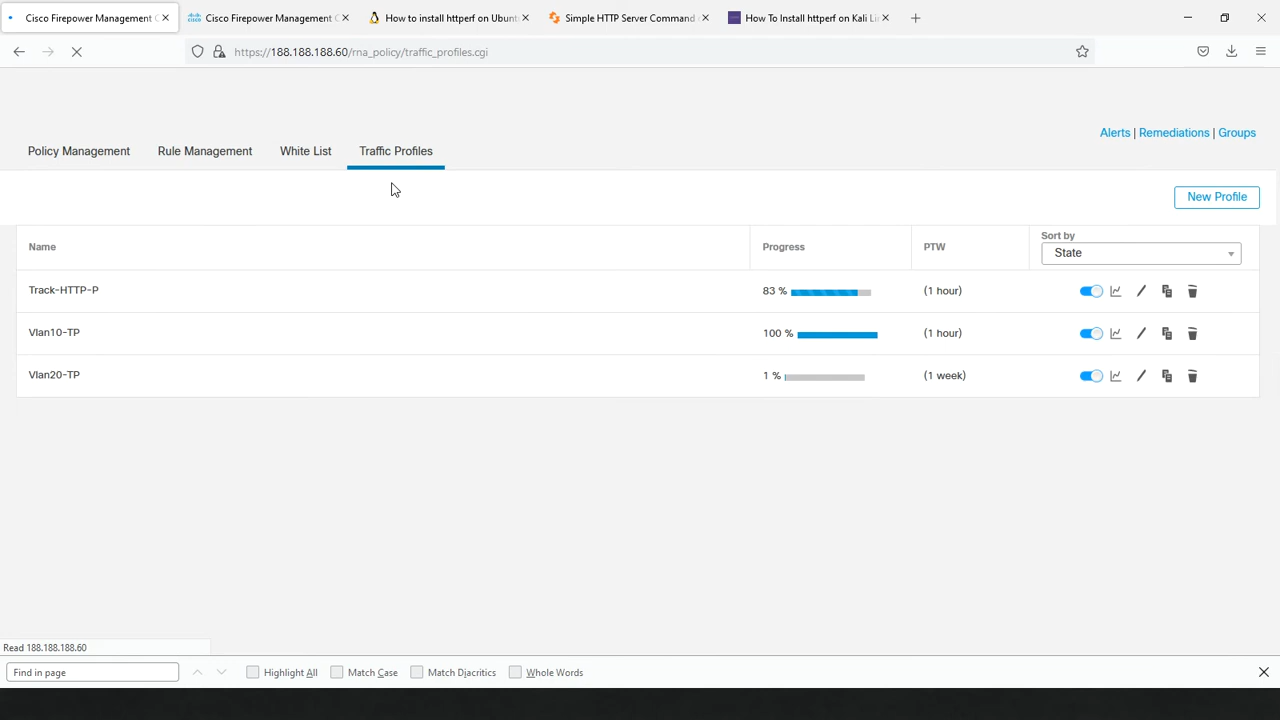 Cisco Firepower Management C
Cisco Firepower Management C
How to install httperf on Ubunt
Simple HTTP Server Command
How To Install httperf on Kali Li
https://188.188.188.60/rna_policy/traffic_profiles.cgi
Alerts | Remediations | Groups
Policy Management
Rule Management
White List
Traffic Profiles
New Profile
Name
Progress
PTW
Sort by
State
Track-HTTP-P
83 %
(1 hour)
Vlan10-TP
100 %
(1 hour)
Vlan20-TP
1 %
(1 week)
Read 188.188.188.60
Find in page
Highlight All
Match Case
Match Diacritics
Whole Words